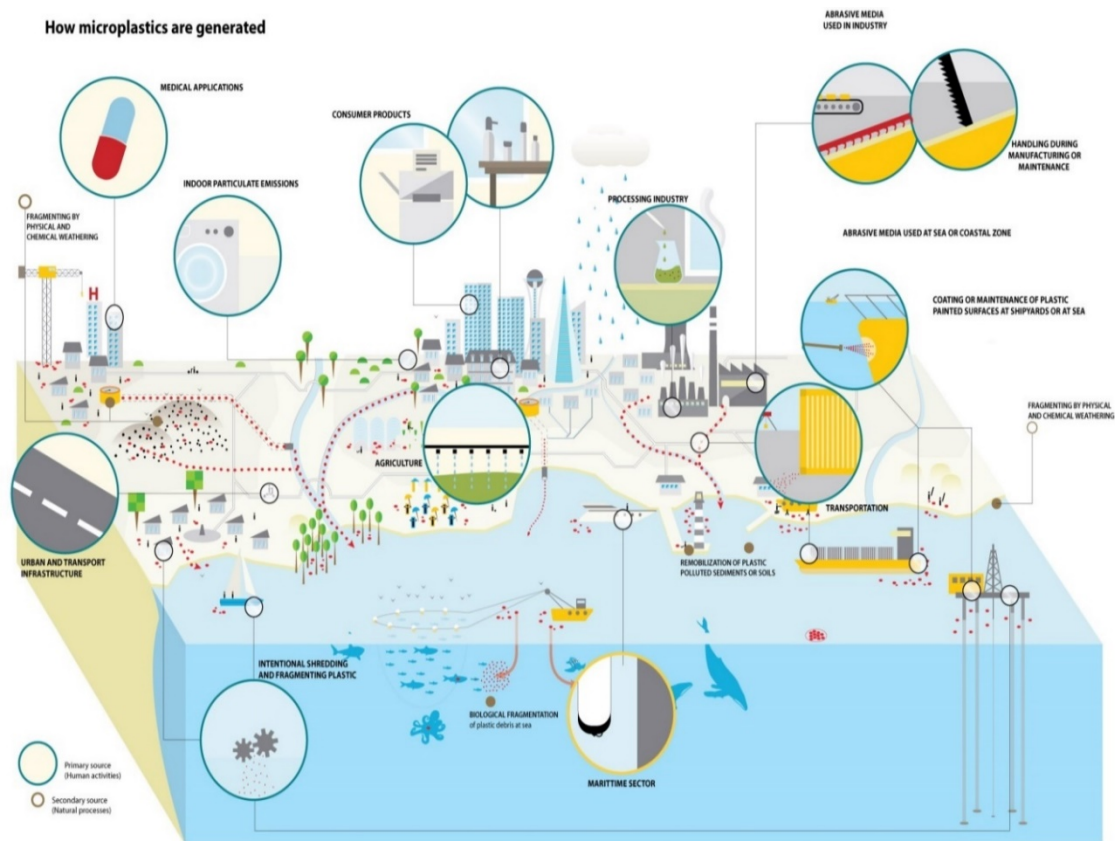 How microplastics are generated
ABRASIVE MEDIA
USED IN INDUSTRY
MEDICAL APPLICATIONS
CONSUMER PRODUCTS
HANDLING DURING
MANUFACTURING OR
MAINTENANCE
INDOOR PARTICULATE EMISSIONS
PROCESSING INDUSTRY
FRAGMENTING BY
PHYSICAL AND
CHEMICAL WEATHERING
ABRASIVE MEDIA USED AT SEA OR COASTAL ZONE
COATING OR MAINTENANCE OF PLASTIC
PAINTED SURFACES AT SHIPYARDS OR AT SEA
H
FRAGMENTING BY PHYSICAL
AND CHEMICAL WEATHERING
AGRICULTURE
TRANSPORTATION
URBAN AND TRANSPORT
INFRASTRUCTURE
REMOBILIZATION OF PLASTIC
POLLUTED SEDIMENTS OR SOILS
INTENTIONAL SHREDDING
AND FRAGMENTING PLASTIC
BIOLOGICAL FRAGMENTATION
of plastic debris at sea
MARITTIME SECTOR
Primary source
(Human activities)
Secondary source
(Natural processes)